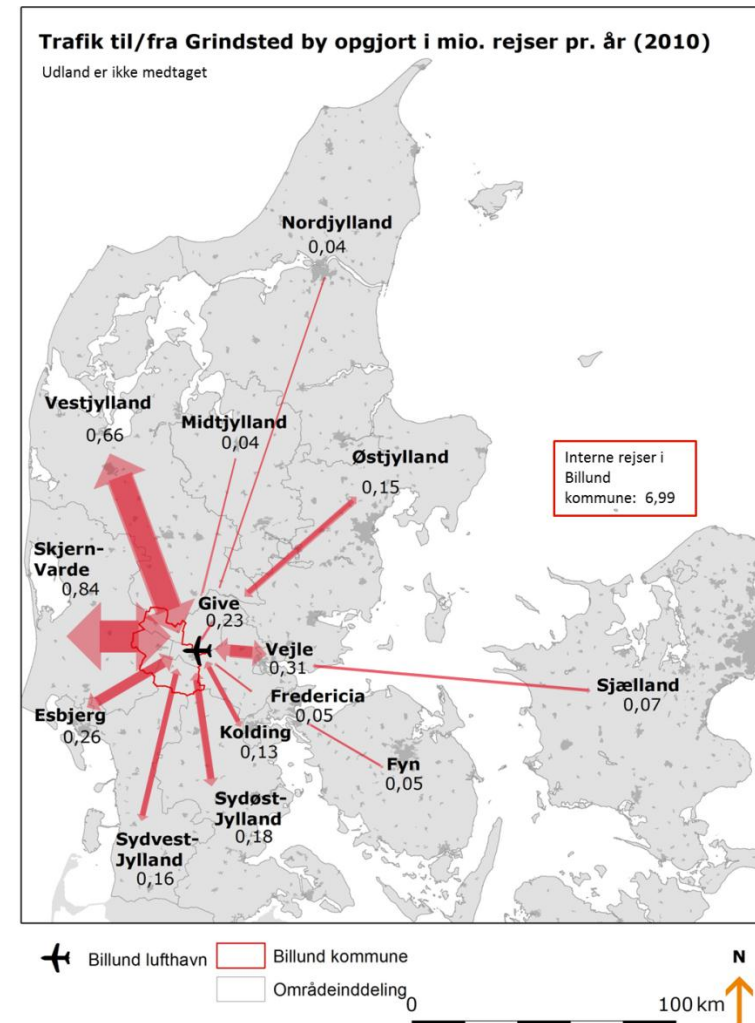 Trafik til/fra Grindsted by opgjort i mio. rejser pr. år (2010)
Udland er ikke medtaget
Nordjylland
0,04
Vestjylland
0,66
Midtjylland
0,04
Østjylland
0,15
Interne rejser i
Billund
kommune: 6,99
Skjern-
Varde
0,84
Give
0,23
Vejle
0,31
Sjælland
0,07
Fredericia
0,05
Esbjerg
0,26
Kolding
0,13
Fyn
0,05
Sydøst-
Jylland
0,18
Sydvest-
Jylland
0,16
Billund lufthavn
Billund kommune
Områdeinddeling
N
0
100 km